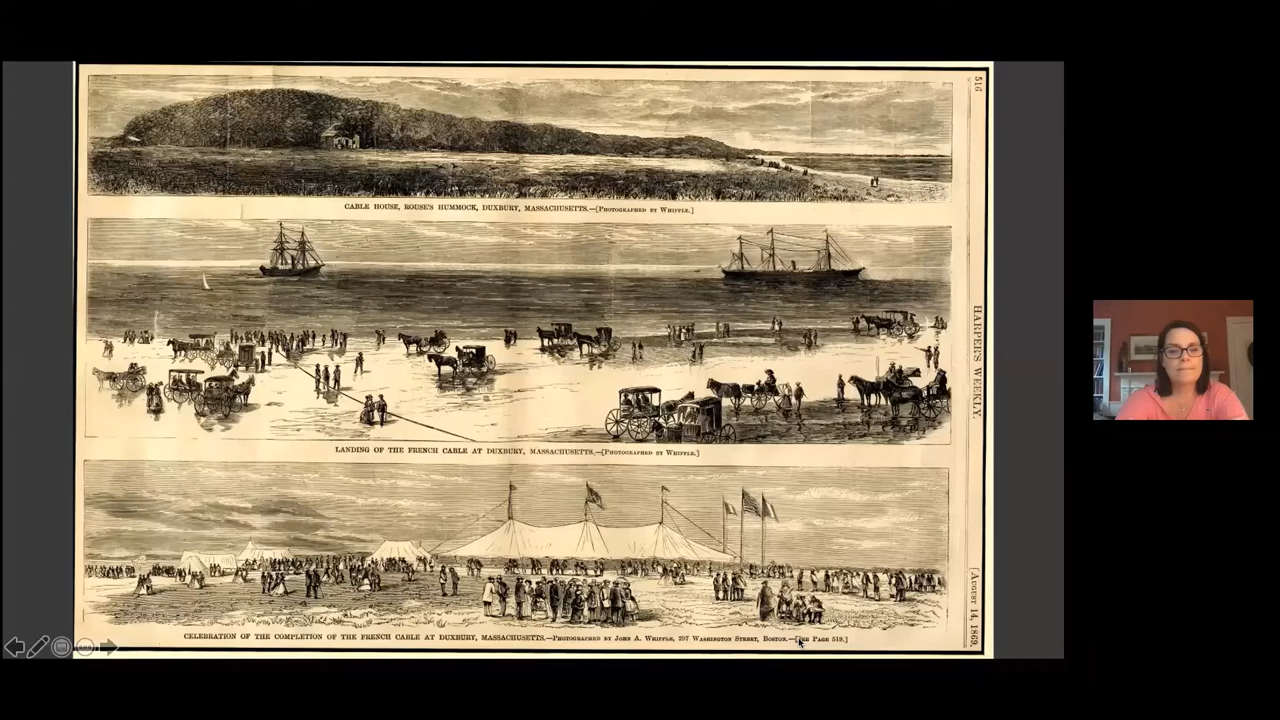 516
CABLE HOUSE, ROUSE'S HUMMOCK, DUXBURY, MASSACHUSETTS.—[PHOTOGRAPHED BY WHIPPLE.]
HARPER'S WEEKLY.
LANDING OF THE FRENCH CABLE AT DUXBURY, MASSACHUSETTS.—[PHOTOGRAPHED BY WHIPPLE.]
[AUGUST 14, 1869.
CELEBRATION OF THE COMPLETION OF THE FRENCH CABLE AT DUXBURY, MASSACHUSETTS.—PHOTOGRAPHED BY JOHN A. WHIPPLE, 297 WASHINGTON STREET, BOSTON.—[SEE PAGE 519.]